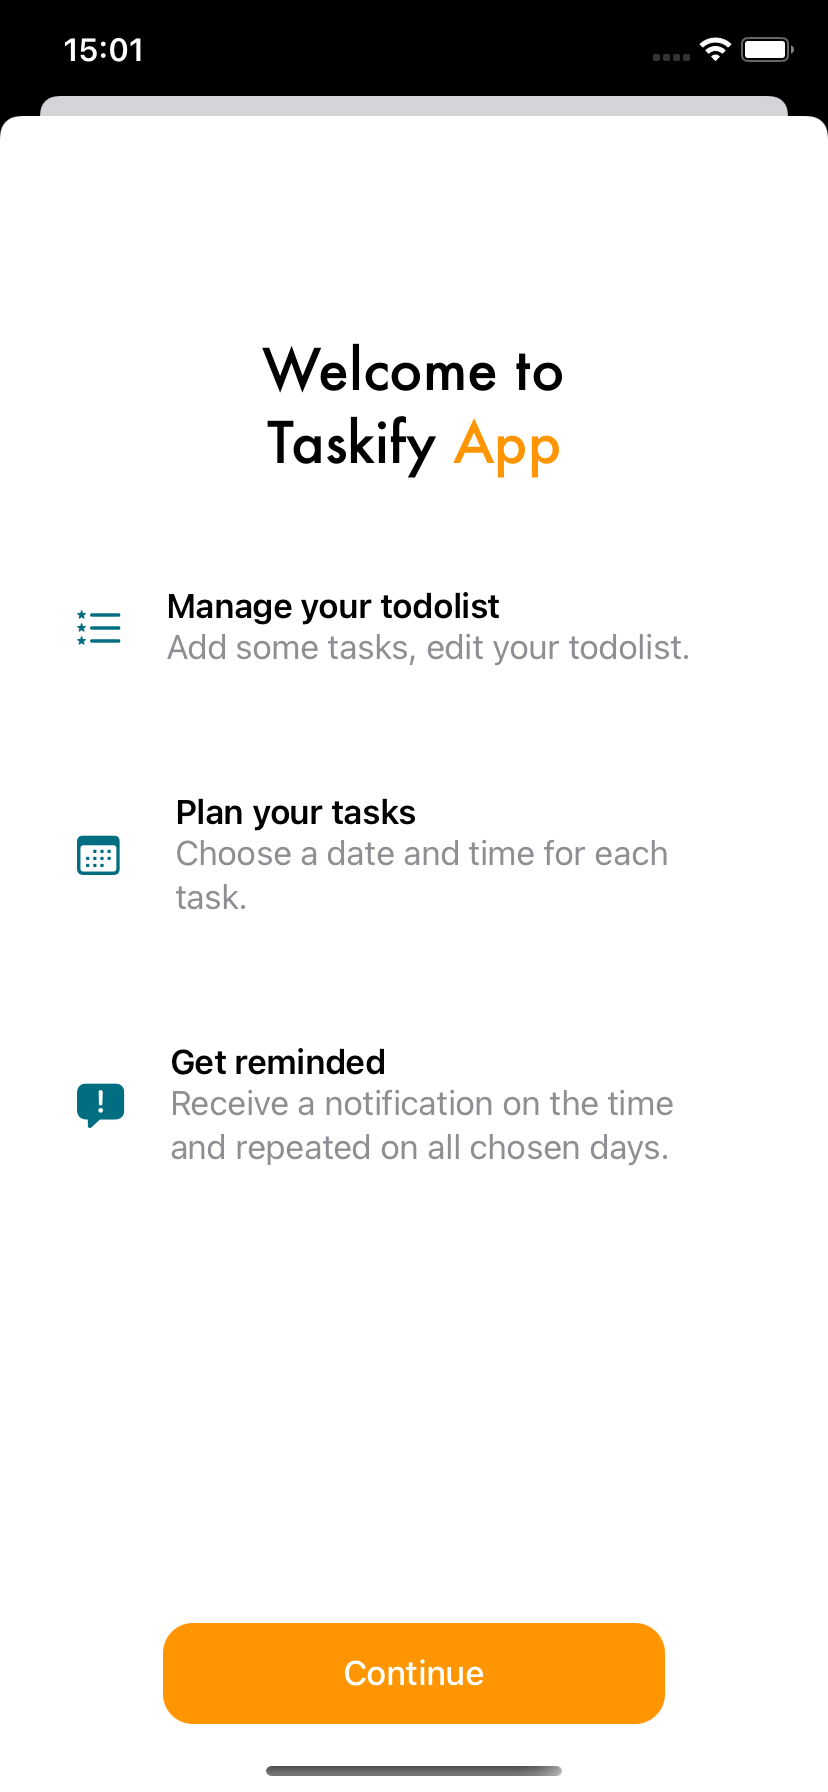 15:01
Welcome to
Taskify App
Manage your todolist
Add some tasks, edit your todolist.
Plan your tasks
Choose a date and time for each
task.
Get reminded
Receive a notification on the time
and repeated on all chosen days.
Continue